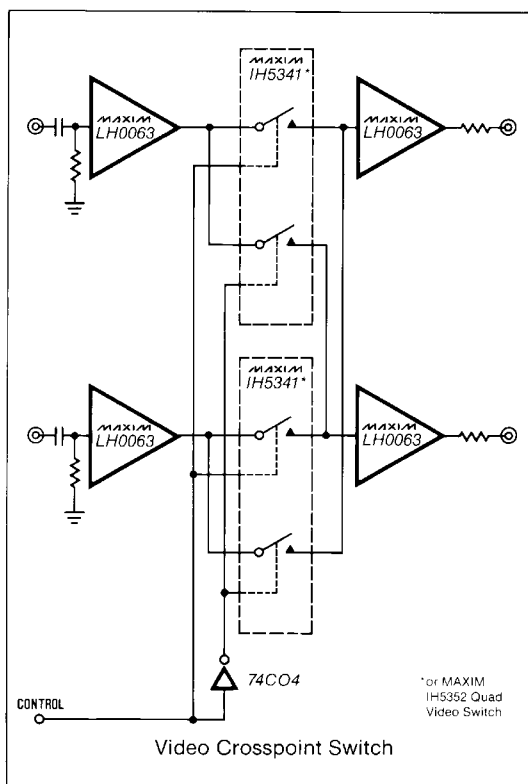 MAXIM
IH5341*
MAXIM
LH0063
MAXIM
LH0063
MAXIM
IH5341*
MAXIM
LH0063
MAXIM
LH0063
74CO4
CONTROL
*or MAXIM
IH5352 Quad
Video Switch
Video Crosspoint Switch